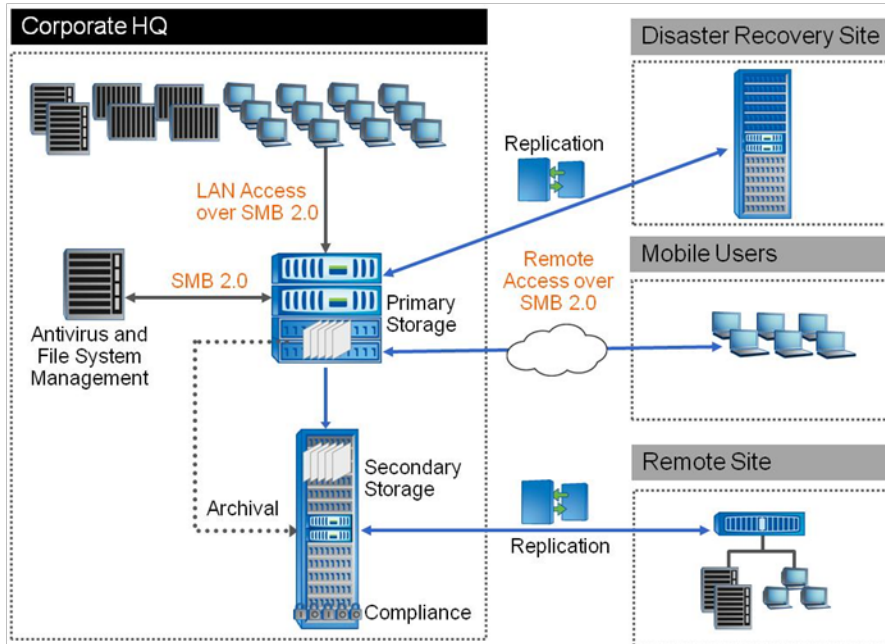 Corporate HQ
Disaster Recovery Site
Replication
LAN Access
over SMB 2.0
Remote
Access over
SMB 2.0
Mobile Users
SMB 2.0
Primary
Storage
Antivirus and
File System
Management
Secondary
Storage
Remote Site
Archival
Replication
Compliance